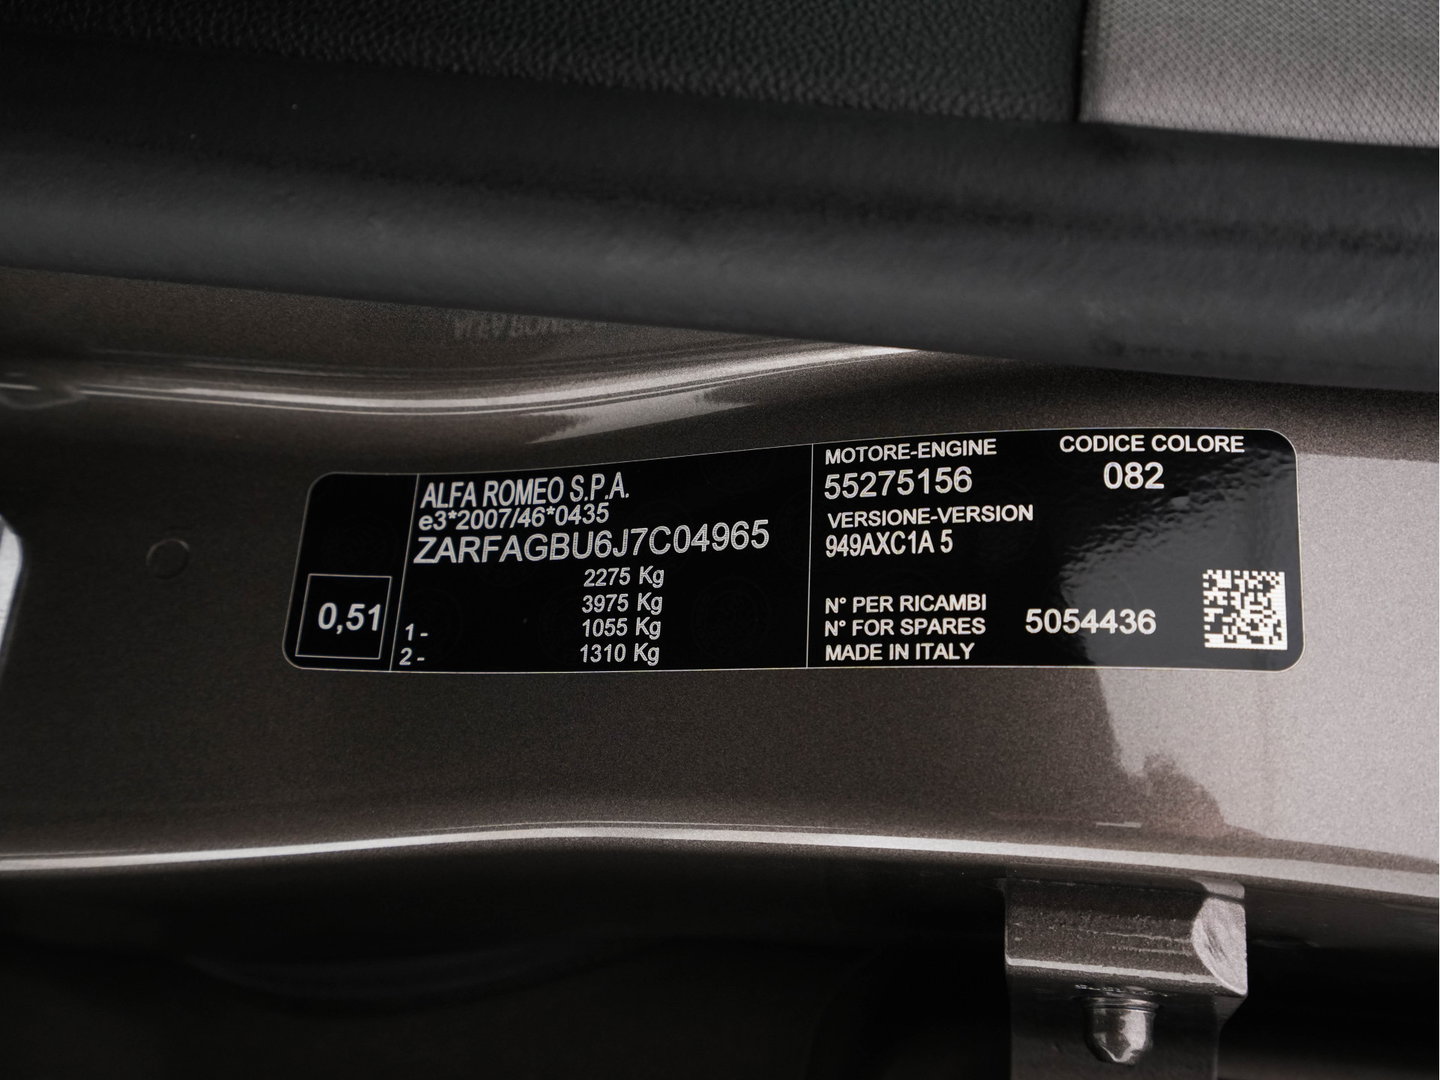 ALFA ROMEO S.P.A.
e3*2007/46*0435
ZARFAGBU6J7C04965
2275 Kg
3975 Kg
1 - 1055 Kg
2 - 1310 Kg
0,51
MOTORE-ENGINE
55275156
CODICE COLORE
082
VERSIONE-VERSION
949AXC1A 5
N° PER RICAMBI
N° FOR SPARES
5054436
MADE IN ITALY